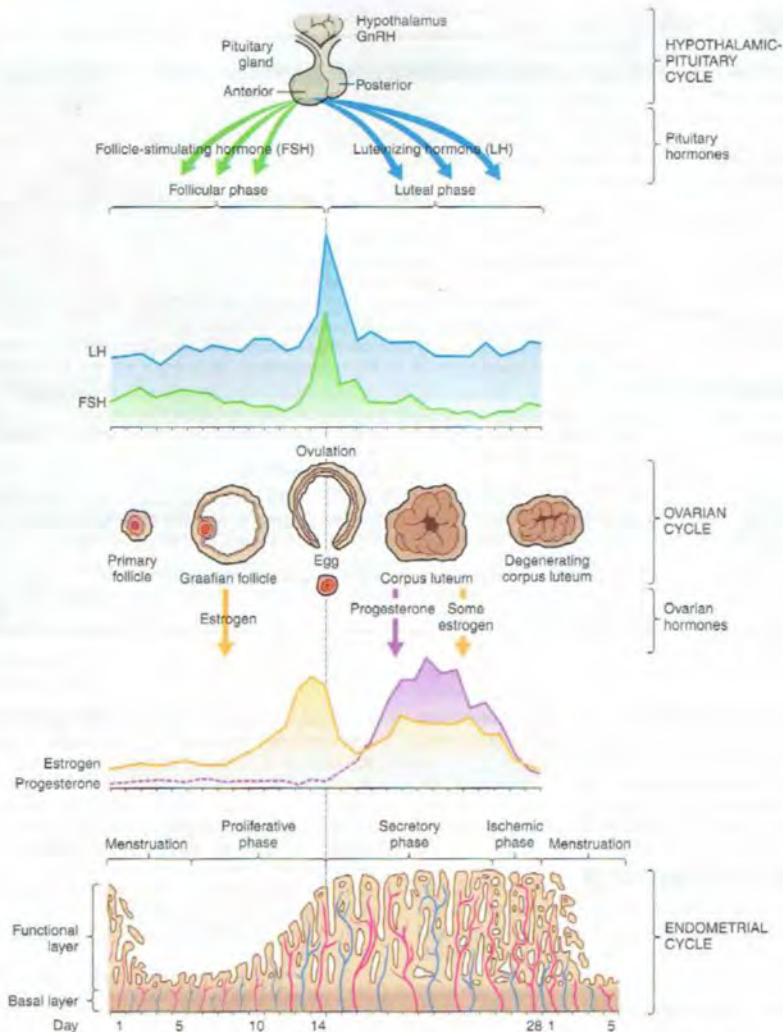 Hypothalamus
GnRH
Pituitary
gland
Anterior
Posterior
HYPOTHALAMIC-
PITUITARY
CYCLE
Follicle-stimulating hormone (FSH)
Luteinizing hormone (LH)
Pituitary
hormones
Follicular phase
Luteal phase
LH
FSH
Ovulation
Primary
follicle
Graafian follicle
Egg
Corpus luteum
Degenerating
corpus luteum
OVARIAN
CYCLE
Estrogen
Progesterone
Some
estrogen
Ovarian
hormones
Estrogen
Progesterone
Menstruation
Proliferative
phase
Secretory
phase
Ischemic
phase
Menstruation
Functional
layer
Basal layer
ENDOMETRIAL
CYCLE
Day 1 5 10 14 28 1 5